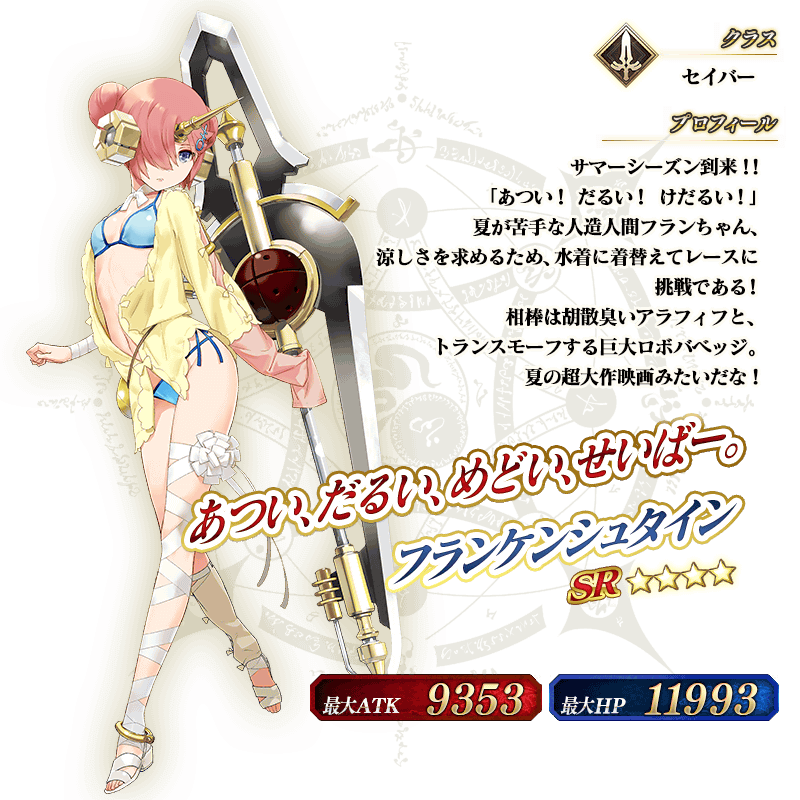 クラス
セイバー
プロフィール
サマーシーズン到来！！
「あつい！ だるい！ けだるい！」
夏が苦手な人造人間フランちゃん、
涼しさを求めるため、水着に着替えてレースに
挑戦である！
相棒は胡散臭いアラフィフと、
トランスモーフする巨大ロボバベッジ。
夏の超大作映画みたいだな！
あつい、だるい、めどい、せいばー。
フランケンシュタイン
SR
最大ATK 9353
最大HP 11993